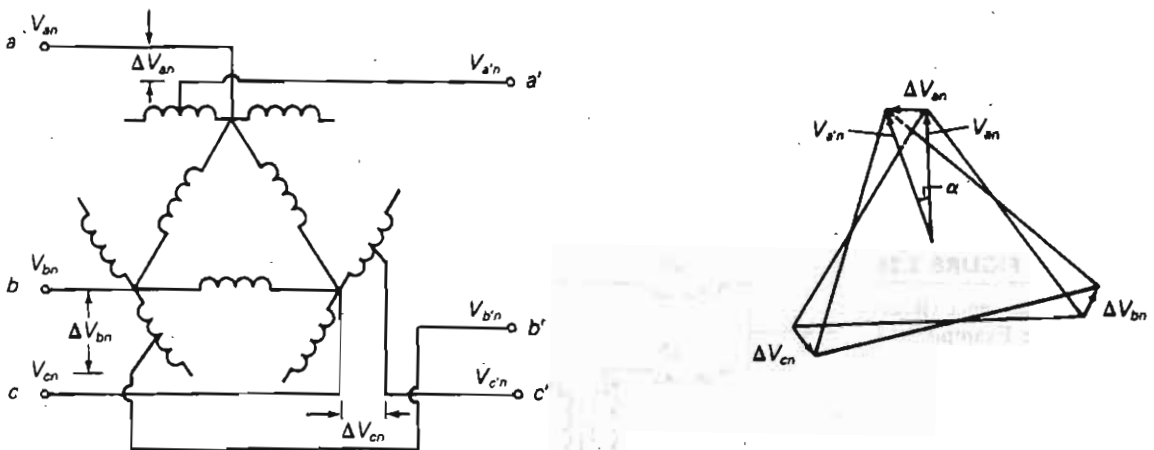 a
V_an
ΔV_an
V_a'n
a'
b
V_bn
ΔV_bn
V_b'n
b'
c
V_cn
V_c'n
c'
ΔV_cn
ΔV_an
V_a'n
V_an
α
ΔV_bn
ΔV_cn